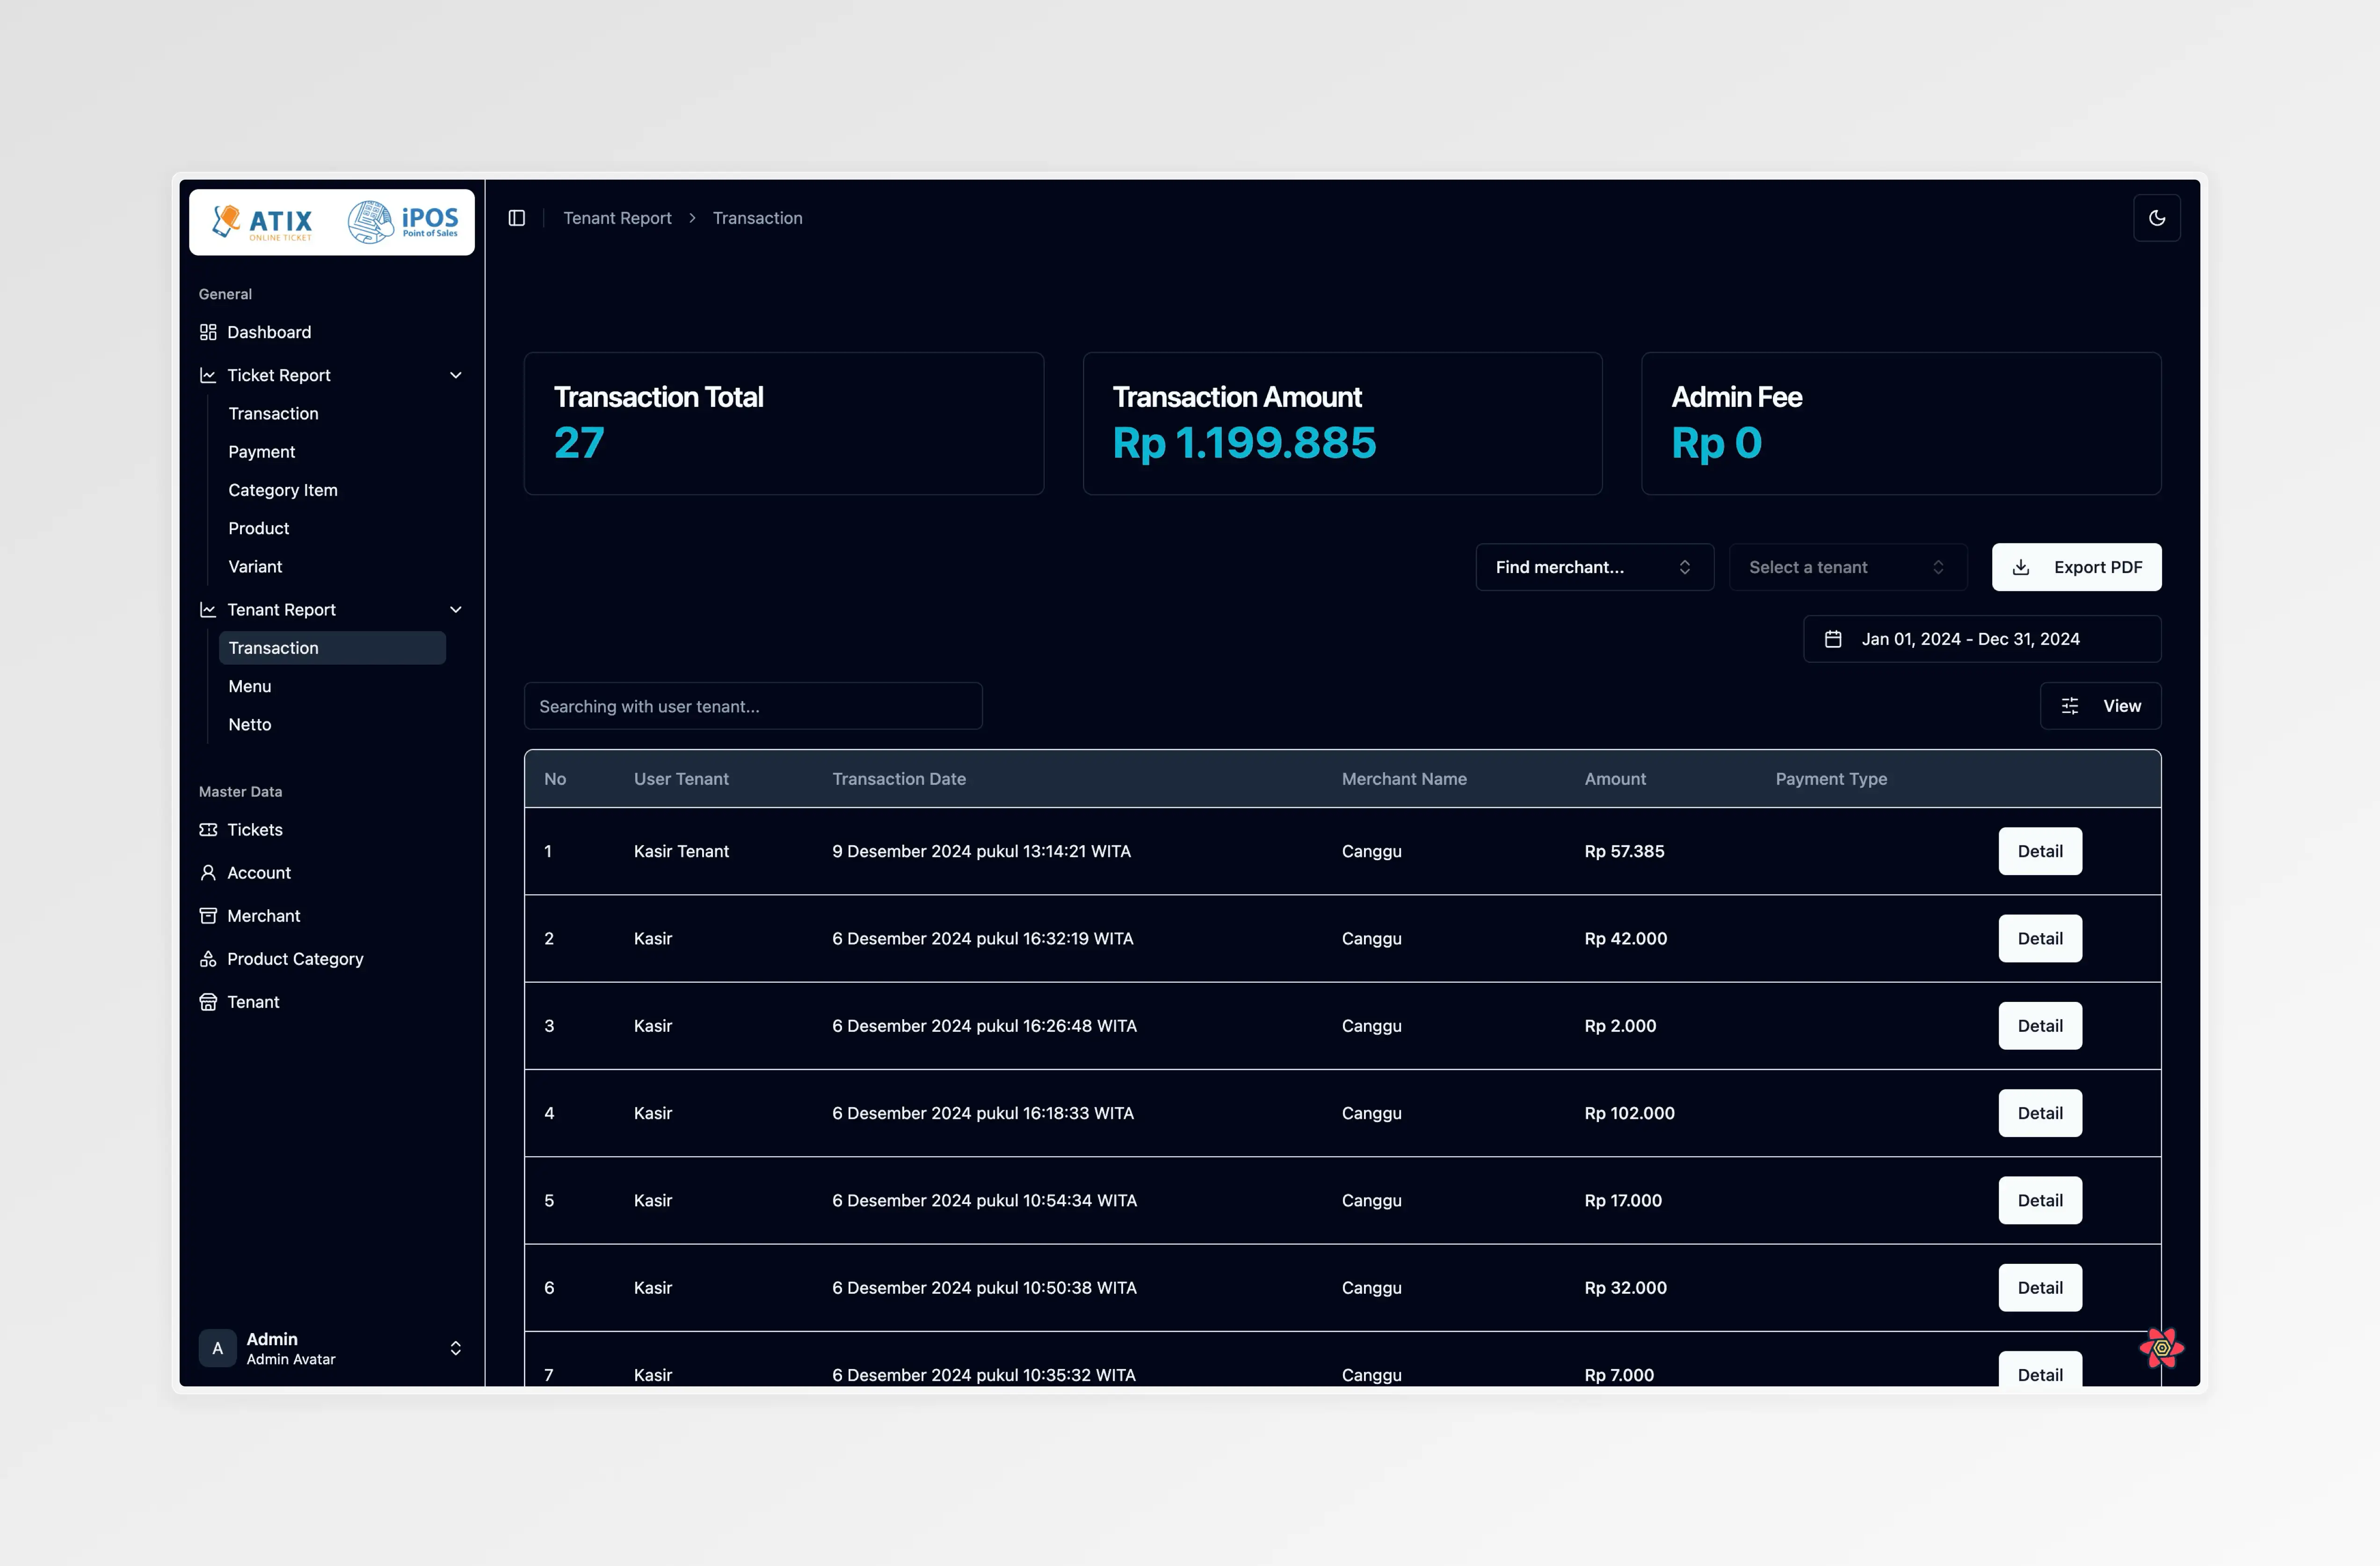 ATIX
ONLINE TICKET
iPOS
Point of Sales
General
Dashboard
Ticket Report
Transaction
Payment
Category Item
Product
Variant
Tenant Report
Transaction
Menu
Netto
Master Data
Tickets
Account
Merchant
Product Category
Tenant
A
Admin
Admin Avatar
Tenant Report > Transaction
Transaction Total
27
Transaction Amount
Rp 1.199.885
Admin Fee
Rp 0
Find merchant... Select a tenant Export PDF
Jan 01, 2024 - Dec 31, 2024
Searching with user tenant... View
No User Tenant Transaction Date Merchant Name Amount Payment Type
1 Kasir Tenant 9 Desember 2024 pukul 13:14:21 WITA Canggu Rp 57.385 Detail
2 Kasir 6 Desember 2024 pukul 16:32:19 WITA Canggu Rp 42.000 Detail
3 Kasir 6 Desember 2024 pukul 16:26:48 WITA Canggu Rp 2.000 Detail
4 Kasir 6 Desember 2024 pukul 16:18:33 WITA Canggu Rp 102.000 Detail
5 Kasir 6 Desember 2024 pukul 10:54:34 WITA Canggu Rp 17.000 Detail
6 Kasir 6 Desember 2024 pukul 10:50:38 WITA Canggu Rp 32.000 Detail
7 Kasir 6 Desember 2024 pukul 10:35:32 WITA Canggu Rp 7.000 Detail